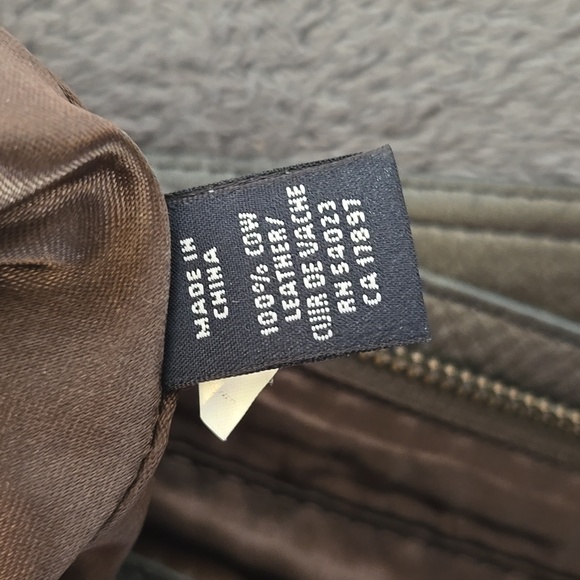 MADE IN
CHINA
100% COW
LEATHER/
CUIR DE VACHE
RN 54023
CA 11897